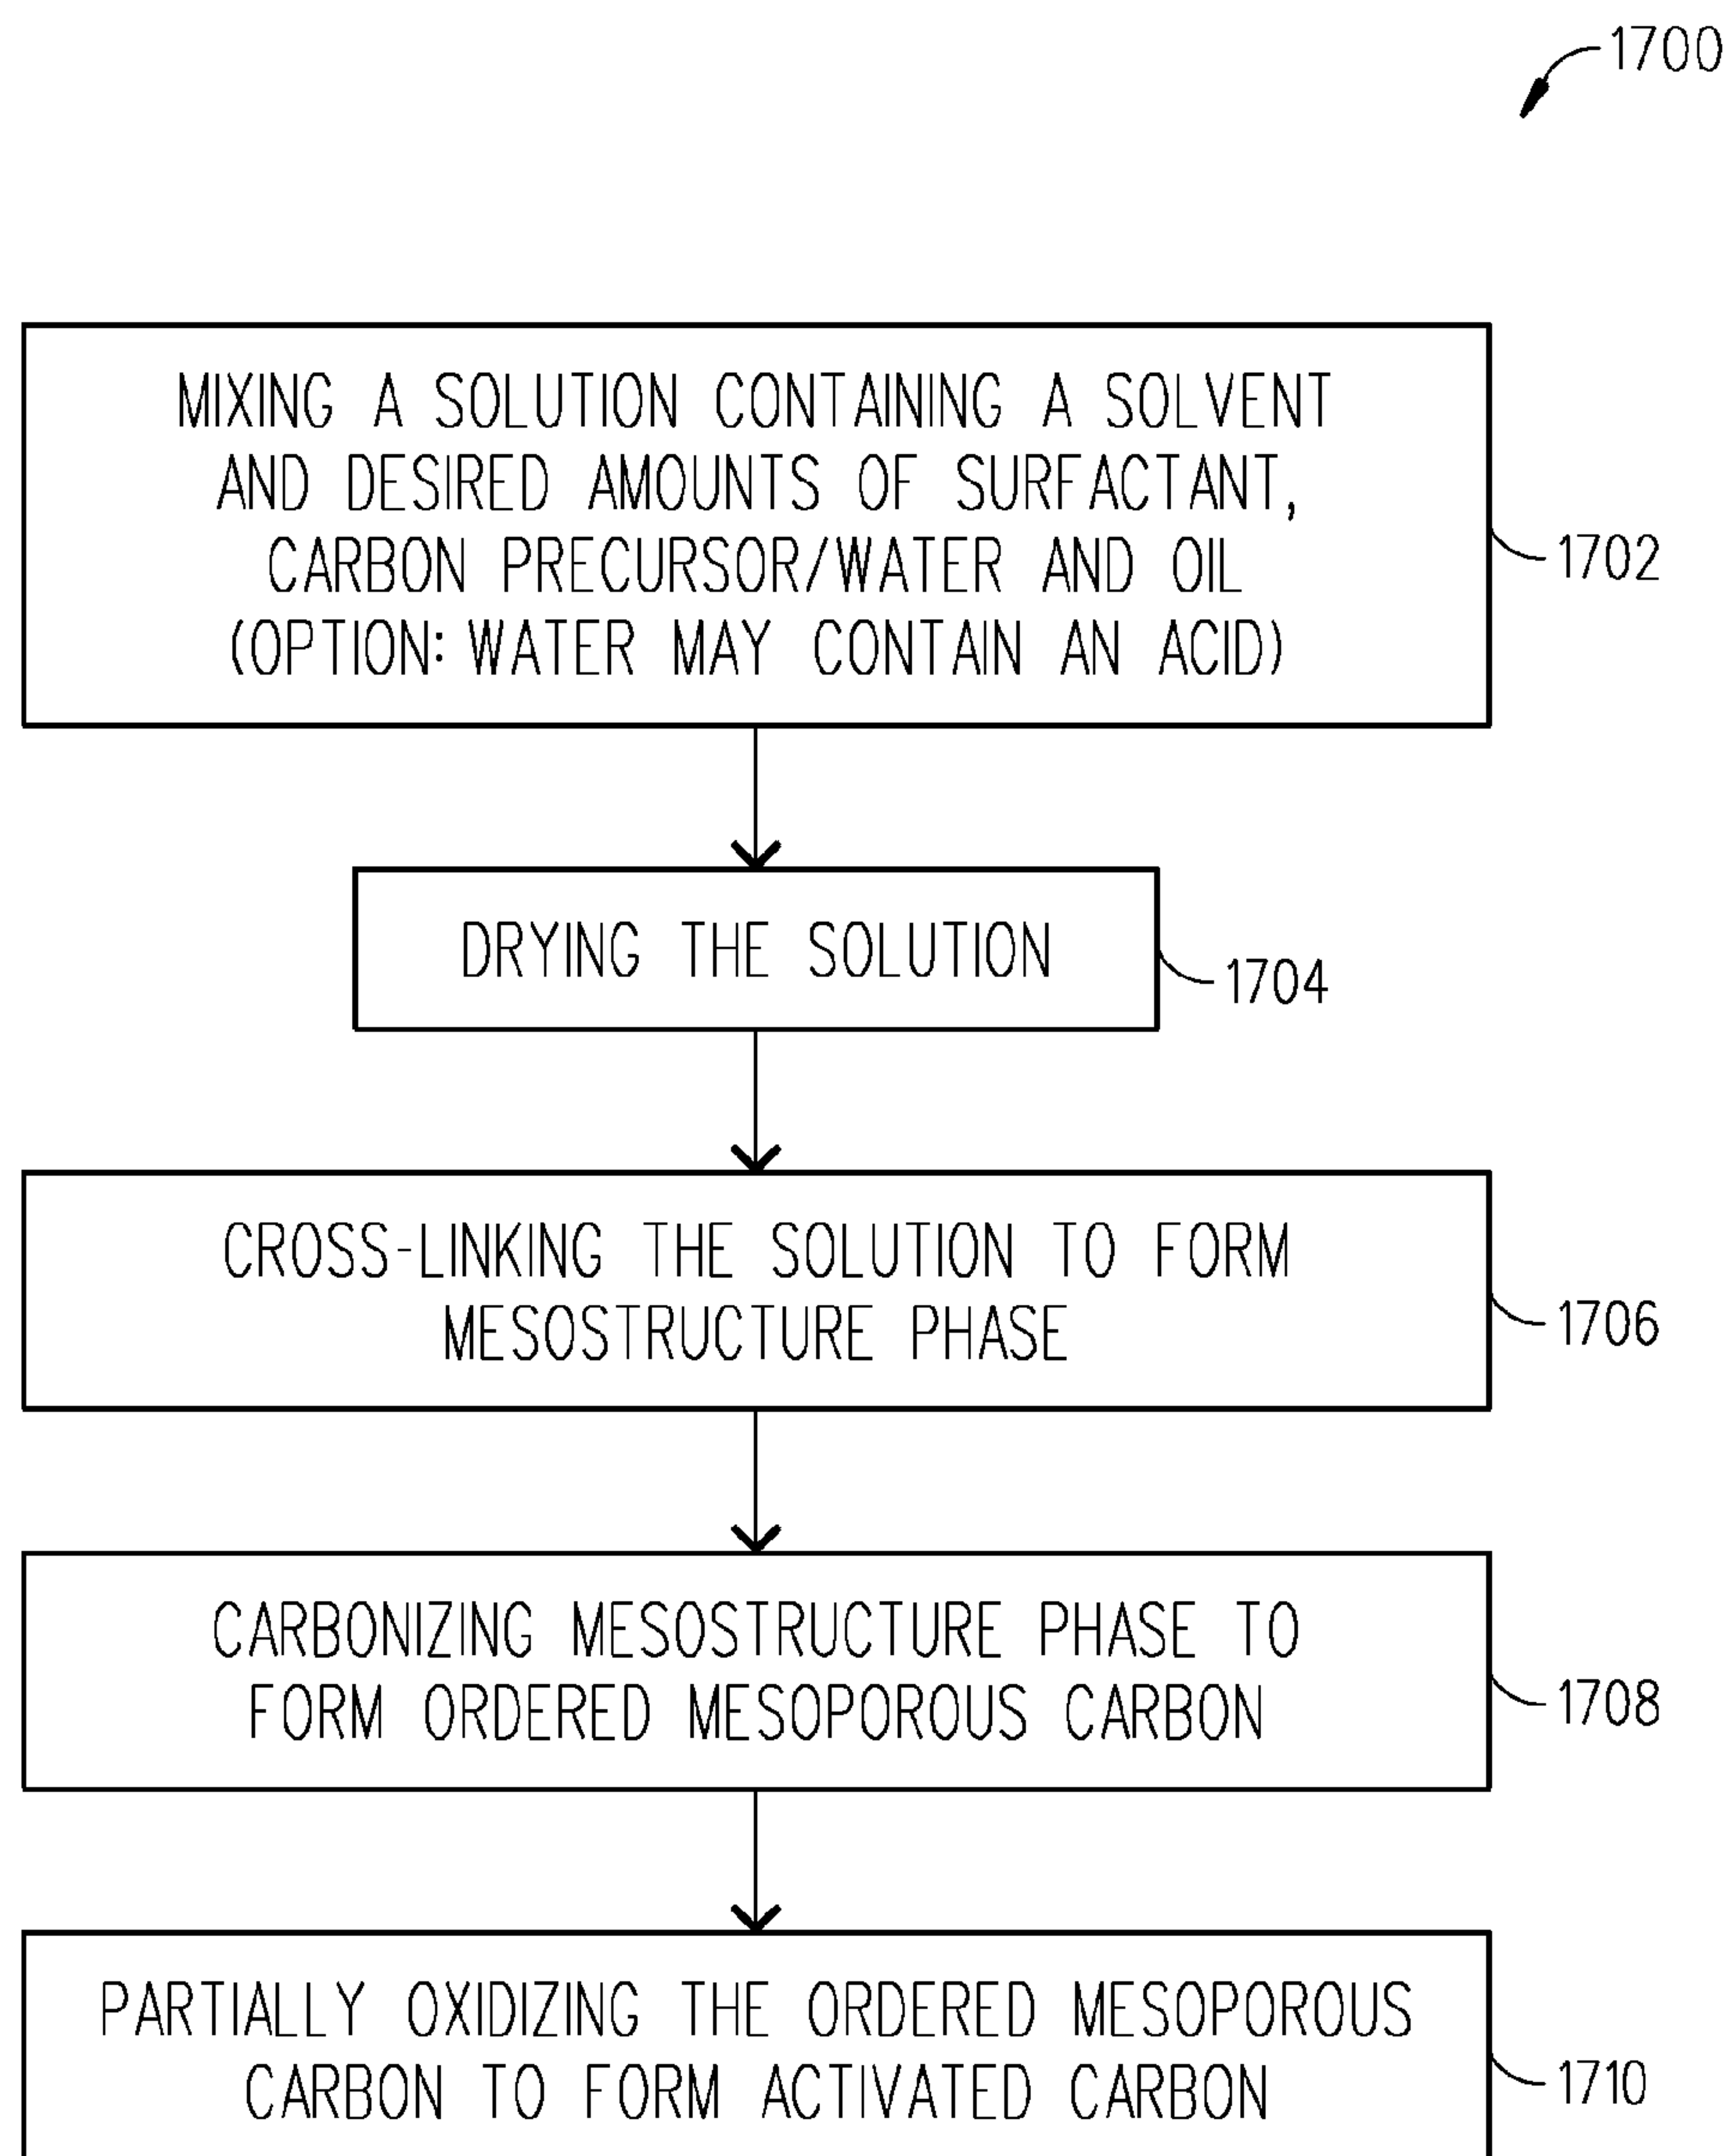 1700
MIXING A SOLUTION CONTAINING A SOLVENT
AND DESIRED AMOUNTS OF SURFACTANT,
CARBON PRECURSOR/WATER AND OIL
(OPTION: WATER MAY CONTAIN AN ACID)
1702
DRYING THE SOLUTION
1704
CROSS-LINKING THE SOLUTION TO FORM
MESOSTRUCTURE PHASE
1706
CARBONIZING MESOSTRUCTURE PHASE TO
FORM ORDERED MESOPOROUS CARBON
1708
PARTIALLY OXIDIZING THE ORDERED MESOPOROUS
CARBON TO FORM ACTIVATED CARBON
1710